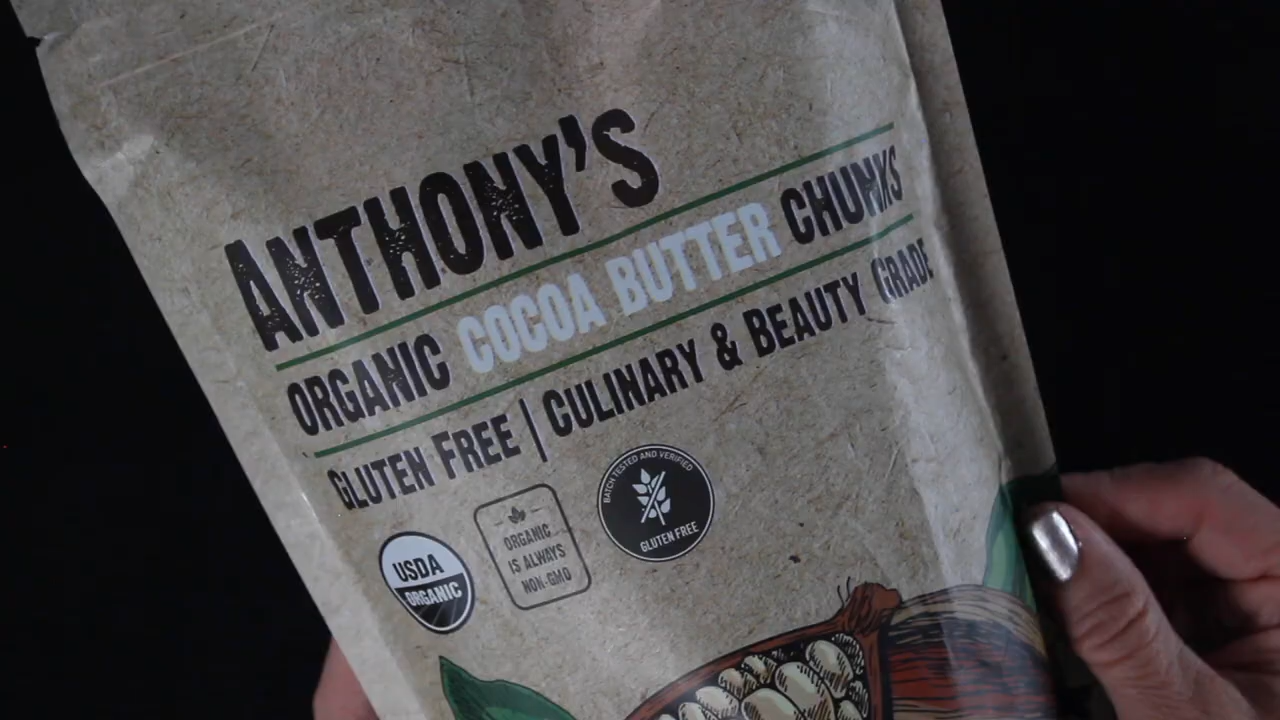 ANTHONY'S
ORGANIC COCOA BUTTER CHUNKS
GLUTEN FREE | CULINARY & BEAUTY GRADE
USDA
ORGANIC
ORGANIC
IS ALWAYS
NON-GMO
BATCH TESTED AND VERIFIED
GLUTEN FREE